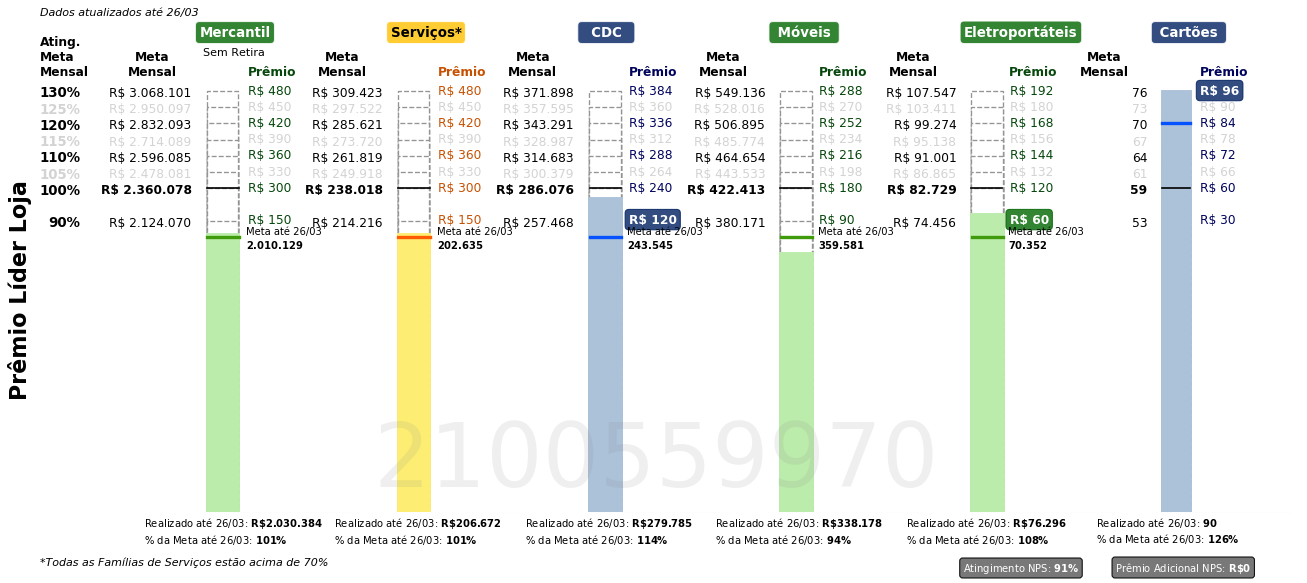 Dados atualizados até 26/03
Mercantil Serviços* CDC Móveis Eletroportáteis Cartões
Sem Retira
Ating. Meta Mensal Meta Mensal Prêmio Meta Mensal Prêmio Meta Mensal Prêmio Meta Mensal Prêmio Meta Mensal Prêmio Meta Mensal Prêmio
130% R$ 3.068.101 R$ 480 R$ 309.423 R$ 480 R$ 371.898 R$ 384 R$ 549.136 R$ 288 R$ 107.547 R$ 192 76 R$ 96
125% R$ 2.950.097 R$ 450 R$ 297.522 R$ 450 R$ 357.595 R$ 360 R$ 528.016 R$ 270 R$ 103.411 R$ 180 73 R$ 90
120% R$ 2.832.093 R$ 420 R$ 285.621 R$ 420 R$ 343.291 R$ 336 R$ 506.895 R$ 252 R$ 99.274 R$ 168 70 R$ 84
115% R$ 2.714.089 R$ 390 R$ 273.720 R$ 390 R$ 328.987 R$ 312 R$ 485.774 R$ 234 R$ 95.138 R$ 156 67 R$ 78
110% R$ 2.596.085 R$ 360 R$ 261.819 R$ 360 R$ 314.683 R$ 288 R$ 464.654 R$ 216 R$ 91.001 R$ 144 64 R$ 72
105% R$ 2.478.081 R$ 330 R$ 249.918 R$ 330 R$ 300.379 R$ 264 R$ 443.533 R$ 198 R$ 86.865 R$ 132 61 R$ 66
100% R$ 2.360.078 R$ 300 R$ 238.018 R$ 300 R$ 286.076 R$ 240 R$ 422.413 R$ 180 R$ 82.729 R$ 120 59 R$ 60
90% R$ 2.124.070 R$ 150 R$ 214.216 R$ 150 R$ 257.468 R$ 120 R$ 380.171 R$ 90 R$ 74.456 R$ 60 53 R$ 30
Meta até 26/03 Meta até 26/03 Meta até 26/03 Meta até 26/03 Meta até 26/03
2.010.129 202.635 243.545 359.581 70.352
Prêmio Líder Loja
2100559970
Realizado até 26/03: R$2.030.384 Realizado até 26/03: R$206.672 Realizado até 26/03: R$279.785 Realizado até 26/03: R$338.178 Realizado até 26/03: R$76.296 Realizado até 26/03: 90
% da Meta até 26/03: 101% % da Meta até 26/03: 101% % da Meta até 26/03: 114% % da Meta até 26/03: 94% % da Meta até 26/03: 108% % da Meta até 26/03: 126%
*Todas as Famílias de Serviços estão acima de 70%
Atingimento NPS: 91% Prêmio Adicional NPS: R$0